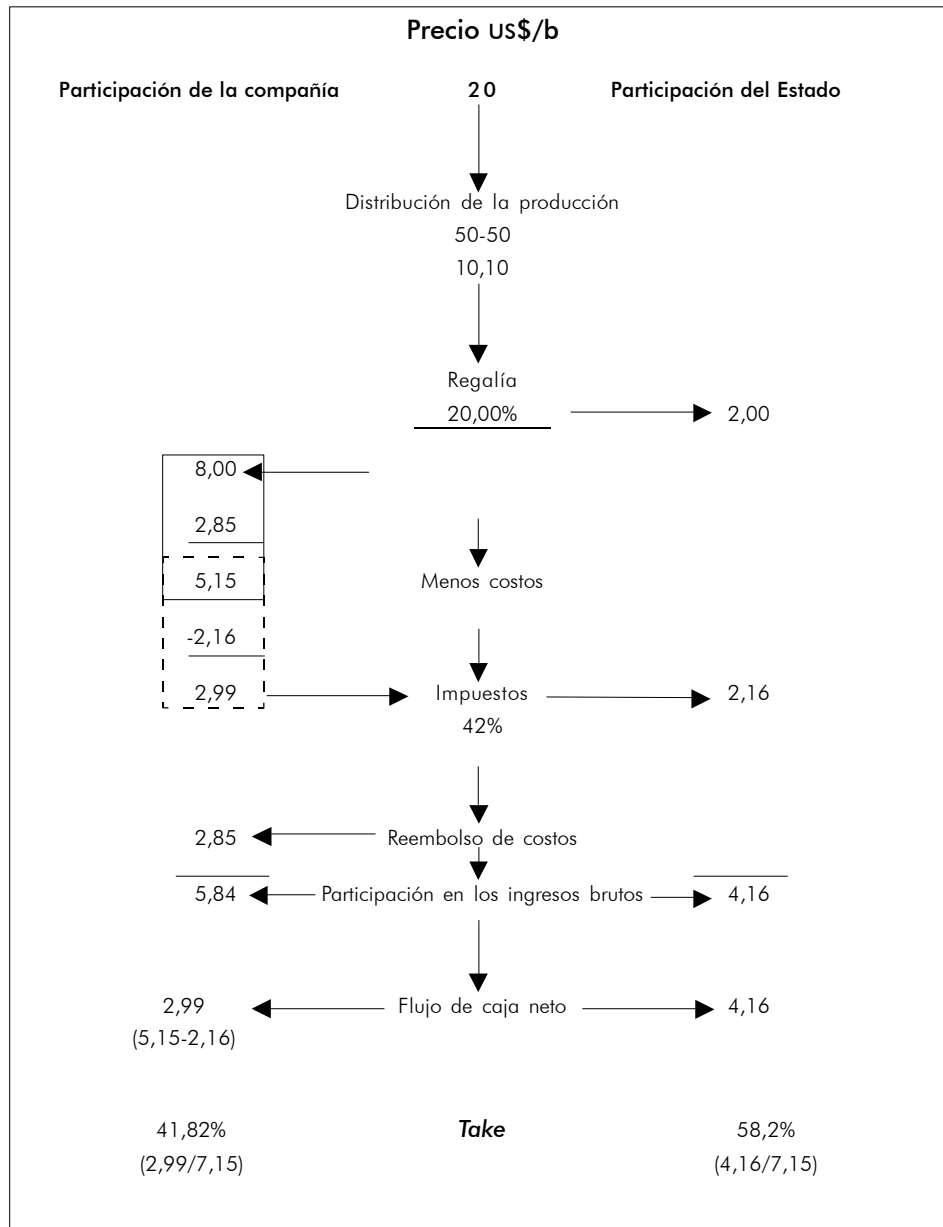 Precio US$/b
Participación de la compañía 20 Participación del Estado
Distribución de la producción
50-50
10,10
Regalía
20,00% 2,00
8,00
2,85
5,15 Menos costos
-2,16
2,99 Impuestos 2,16
42%
2,85 Reembolso de costos
5,84 Participación en los ingresos brutos 4,16
2,99 Flujo de caja neto 4,16
(5,15-2,16)
41,82% Take 58,2%
(2,99/7,15) (4,16/7,15)